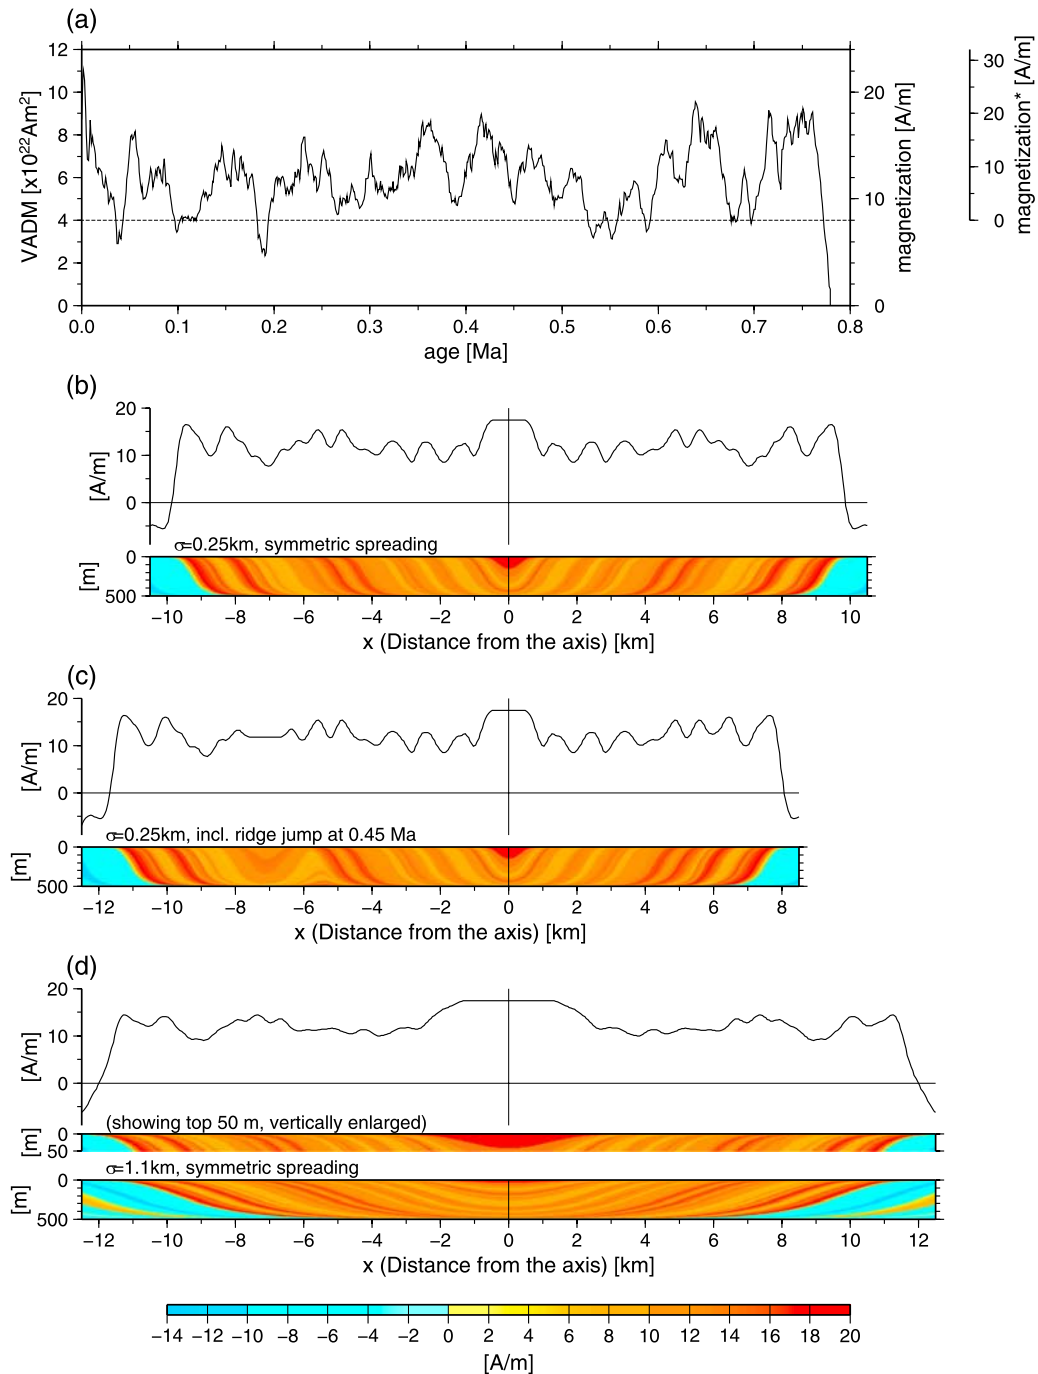 (a)
VADM [x10²²Am²]
12
10
8
6
4
2
0
0.0 0.1 0.2 0.3 0.4 0.5 0.6 0.7 0.8
age [Ma]
20
10
0
magnetization [A/m]
30
20
10
0
magnetization* [A/m]
(b)
20
10
0
[A/m]
σ=0.25km, symmetric spreading
0
500
[m]
−10 −8 −6 −4 −2 0 2 4 6 8 10
x (Distance from the axis) [km]
(c)
20
10
0
[A/m]
σ=0.25km, incl. ridge jump at 0.45 Ma
0
500
[m]
−12 −10 −8 −6 −4 −2 0 2 4 6 8
x (Distance from the axis) [km]
(d)
20
10
0
[A/m]
(showing top 50 m, vertically enlarged)
0
50
[m]
σ=1.1km, symmetric spreading
0
500
[m]
−12 −10 −8 −6 −4 −2 0 2 4 6 8 10 12
x (Distance from the axis) [km]
−14 −12 −10 −8 −6 −4 −2 0 2 4 6 8 10 12 14 16 18 20
[A/m]